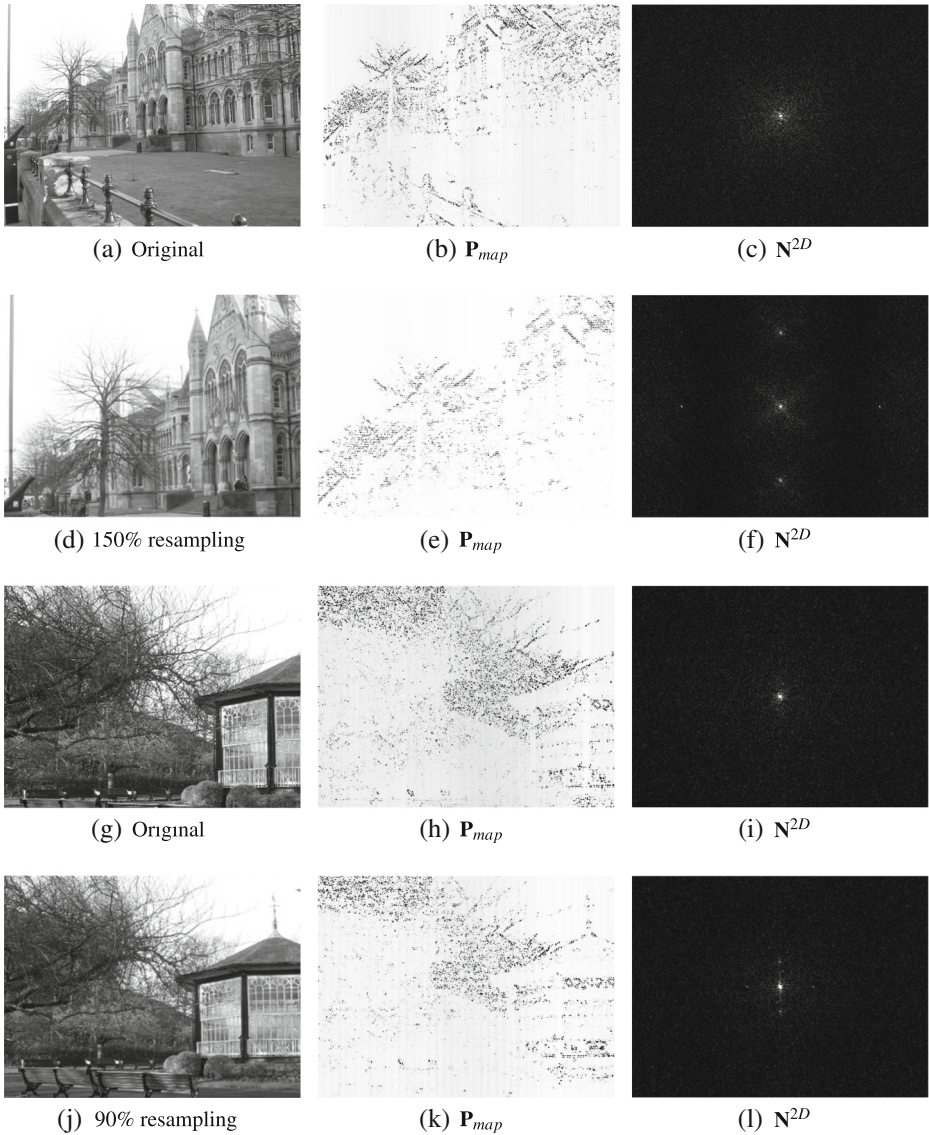 (a) Original (b) P_map (c) N^2D
(d) 150% resampling (e) P_map (f) N^2D
(g) Original (h) P_map (i) N^2D
(j) 90% resampling (k) P_map (l) N^2D